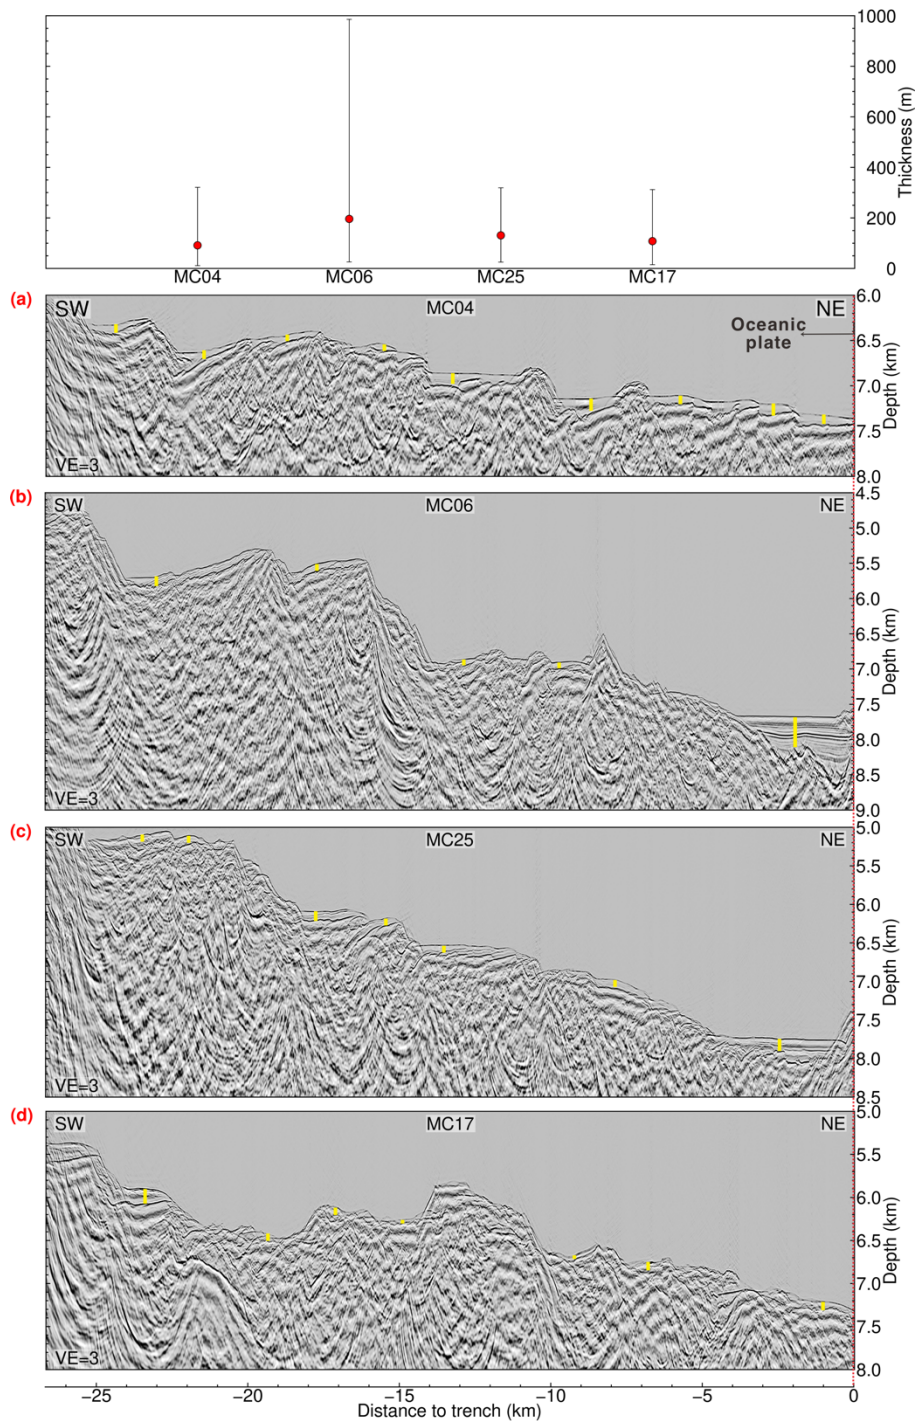 1000
800
600
400
200
0
Thickness (m)
MC04 MC06 MC25 MC17
(a)
SW MC04 NE
Oceanic
plate
6.0
6.5
7.0
7.5
8.0
Depth (km)
VE=3
(b)
SW MC06 NE
4.5
5.0
5.5
6.0
6.5
7.0
7.5
8.0
8.5
9.0
Depth (km)
VE=3
(c)
SW MC25 NE
5.0
5.5
6.0
6.5
7.0
7.5
8.0
8.5
Depth (km)
VE=3
(d)
SW MC17 NE
5.0
5.5
6.0
6.5
7.0
7.5
8.0
Depth (km)
VE=3
−25 −20 −15 −10 −5 0
Distance to trench (km)